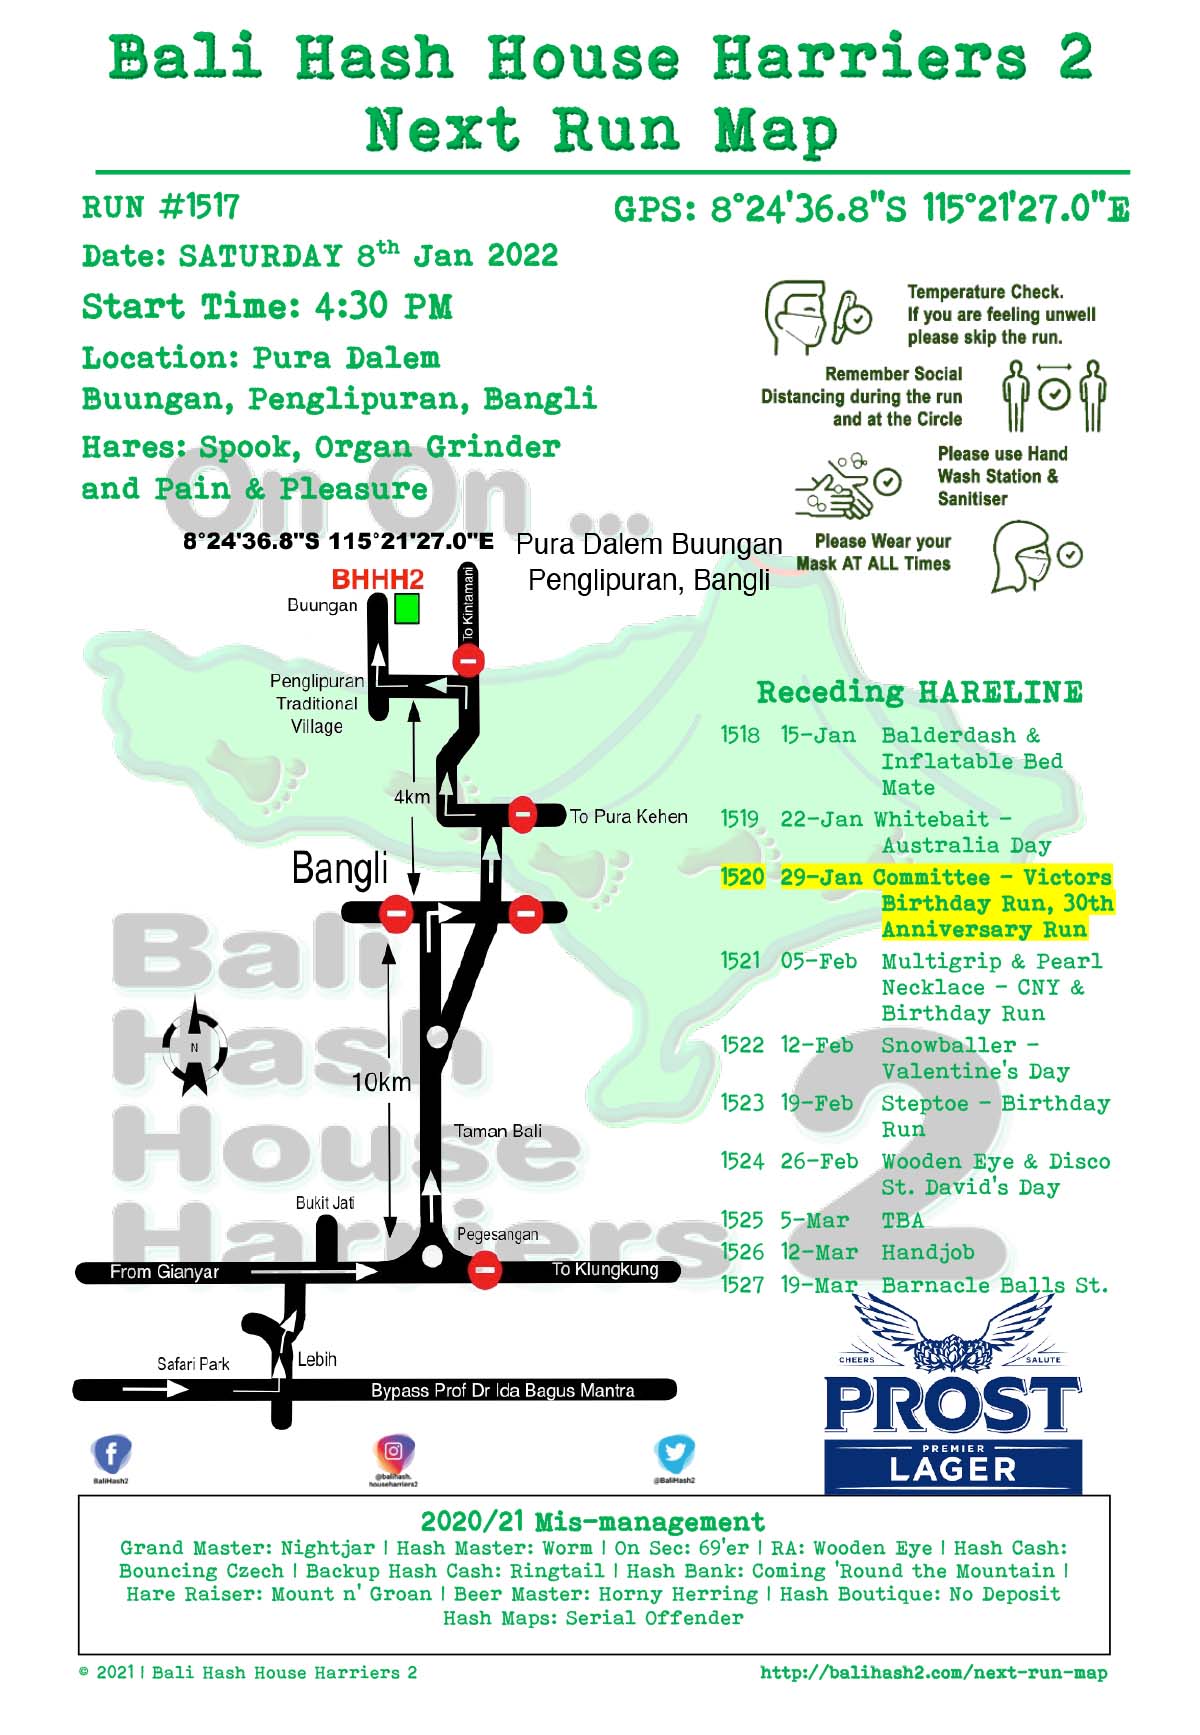 Bali Hash House Harriers 2
Next Run Map
RUN #1517
GPS: 8°24'36.8"S 115°21'27.0"E
Date: SATURDAY 8th Jan 2022
Start Time: 4:30 PM
Location: Pura Dalem
Buungan, Penglipuran, Bangli
Hares: Spook, Organ Grinder
and Pain & Pleasure
On On ...
Temperature Check.
If you are feeling unwell
please skip the run.
Remember Social
Distancing during the run
and at the Circle
Please use Hand
Wash Station &
Sanitiser
Please Wear your
Mask AT ALL Times
8°24'36.8"S 115°21'27.0"E
Pura Dalem Buungan
Penglipuran, Bangli
BHHH2
Buungan
To Kintamani
Penglipuran
Traditional
Village
4km
To Pura Kehen
Bangli
10km
N
Taman Bali
Bukit Jati
Pegesangan
From Gianyar
To Klungkung
Safari Park
Lebih
Bypass Prof Dr Ida Bagus Mantra
Bali
Hash
House
Harriers 2
Receding HARELINE
1518 15-Jan Balderdash &
Inflatable Bed
Mate
1519 22-Jan Whitebait -
Australia Day
1520 29-Jan Committee - Victors
Birthday Run, 30th
Anniversary Run
1521 05-Feb Multigrip & Pearl
Necklace - CNY &
Birthday Run
1522 12-Feb Snowballer -
Valentine's Day
1523 19-Feb Steptoe - Birthday
Run
1524 26-Feb Wooden Eye & Disco
St. David's Day
1525 5-Mar TBA
1526 12-Mar Handjob
1527 19-Mar Barnacle Balls St.
CHEERS SALUTE
PROST
PREMIER
LAGER
BaliHash2
@balihash.
househarriers2
@BaliHash2
2020/21 Mis-management
Grand Master: Nightjar | Hash Master: Worm | On Sec: 69'er | RA: Wooden Eye | Hash Cash:
Bouncing Czech | Backup Hash Cash: Ringtail | Hash Bank: Coming 'Round the Mountain |
Hare Raiser: Mount n' Groan | Beer Master: Horny Herring | Hash Boutique: No Deposit
Hash Maps: Serial Offender
© 2021 | Bali Hash House Harriers 2
http://balihash2.com/next-run-map